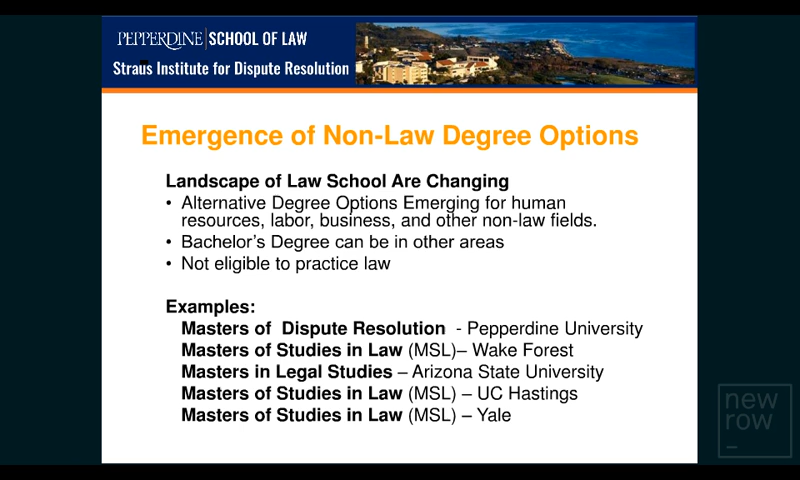 PEPPERDINE | SCHOOL OF LAW
Straus Institute for Dispute Resolution
Emergence of Non-Law Degree Options
Landscape of Law School Are Changing
• Alternative Degree Options Emerging for human
resources, labor, business, and other non-law fields.
• Bachelor's Degree can be in other areas
• Not eligible to practice law
Examples:
Masters of Dispute Resolution - Pepperdine University
Masters of Studies in Law (MSL)– Wake Forest
Masters in Legal Studies – Arizona State University
Masters of Studies in Law (MSL) – UC Hastings
Masters of Studies in Law (MSL) – Yale
new
row